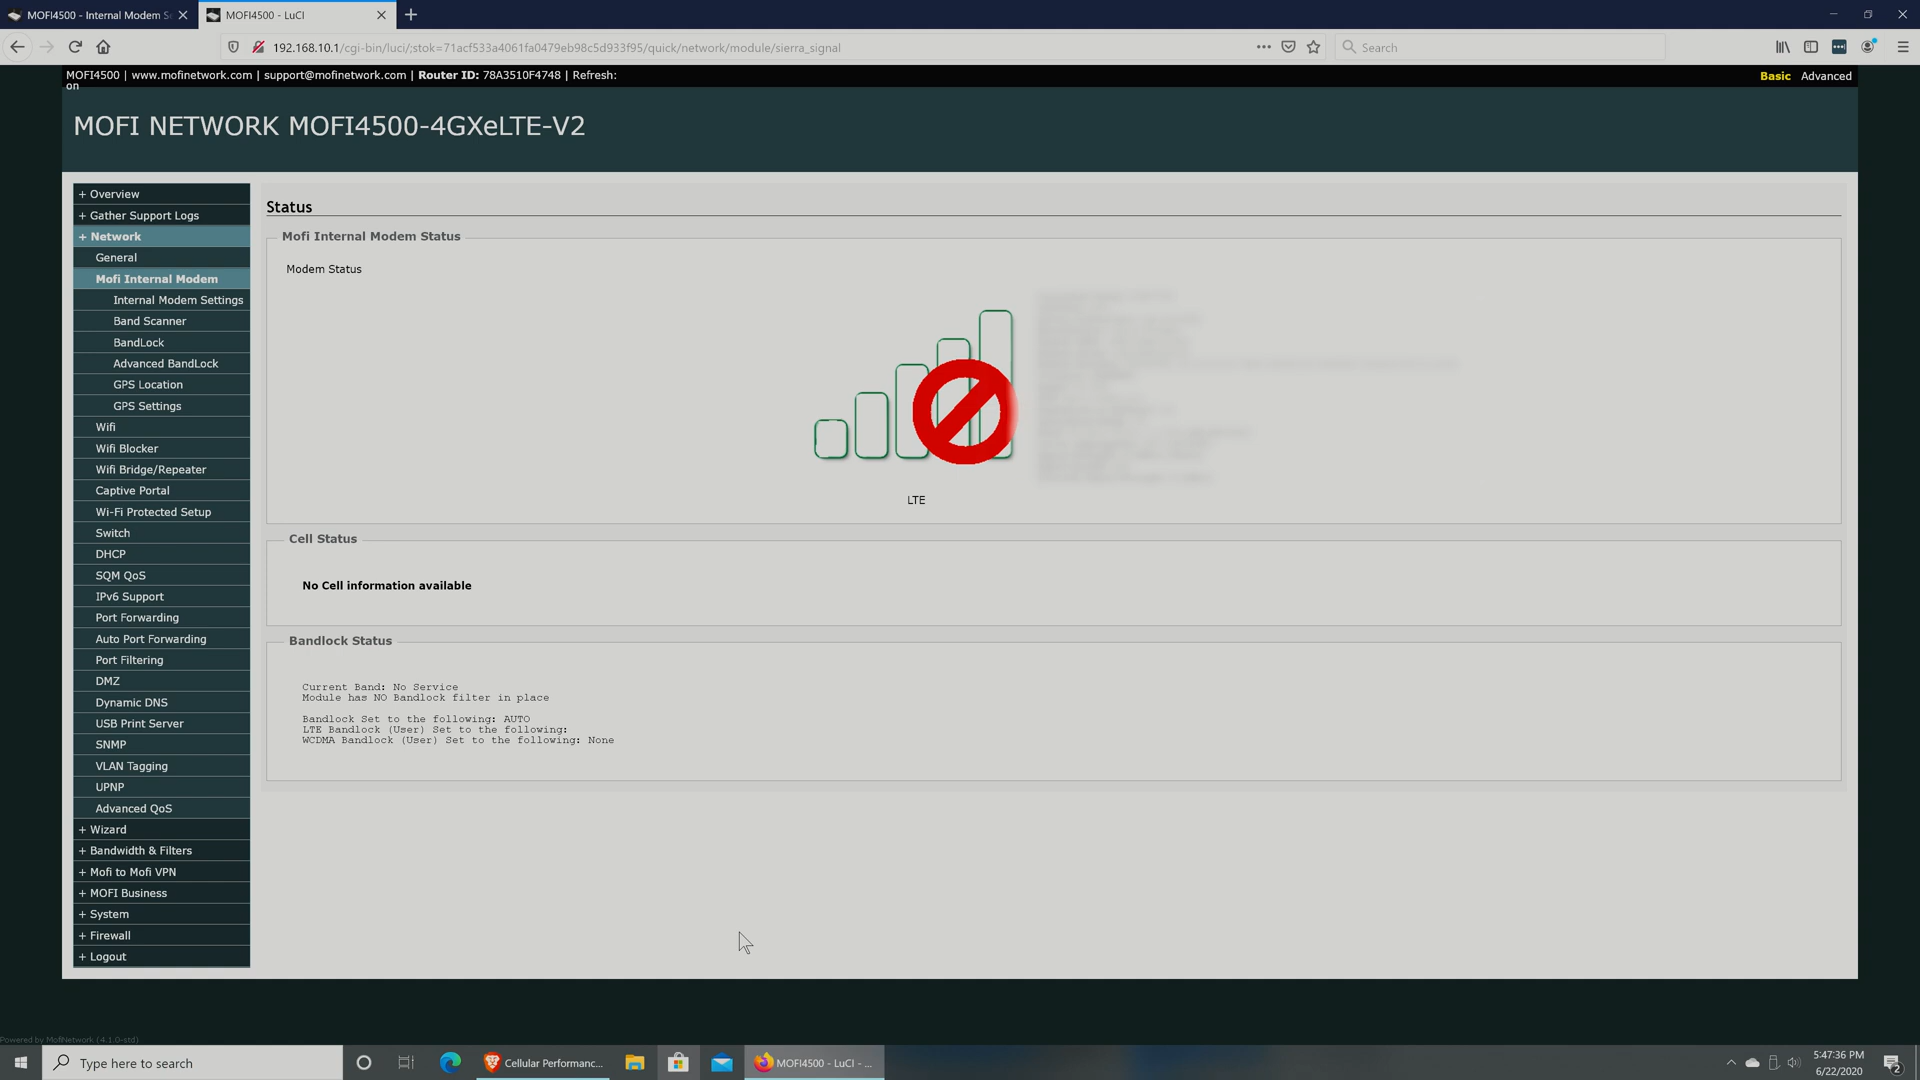 MOFI4500 - Internal Modem S
MOFI4500 - LuCI
192.168.10.1/cgi-bin/luci/;stok=71acf533a4061fa0479eb98c5d933f95/quick/network/module/sierra_signal
Search
MOFI4500 | www.mofinetwork.com | support@mofinetwork.com | Router ID: 78A3510F4748 | Refresh:
on
Basic Advanced
MOFI NETWORK MOFI4500-4GXeLTE-V2
+ Overview
+ Gather Support Logs
+ Network
General
Mofi Internal Modem
Internal Modem Settings
Band Scanner
BandLock
Advanced BandLock
GPS Location
GPS Settings
Wifi
Wifi Blocker
Wifi Bridge/Repeater
Captive Portal
Wi-Fi Protected Setup
Switch
DHCP
SQM QoS
IPv6 Support
Port Forwarding
Auto Port Forwarding
Port Filtering
DMZ
Dynamic DNS
USB Print Server
SNMP
VLAN Tagging
UPNP
Advanced QoS
+ Wizard
+ Bandwidth & Filters
+ Mofi to Mofi VPN
+ MOFI Business
+ System
+ Firewall
+ Logout
Status
Mofi Internal Modem Status
Modem Status
LTE
Cell Status
No Cell information available
Bandlock Status
Current Band: No Service
Module has NO Bandlock filter in place
Bandlock Set to the following: AUTO
LTE Bandlock (User) Set to the following:
WCDMA Bandlock (User) Set to the following: None
Powered by MofiNetwork (4.1.0-std)
Type here to search
Cellular Performanc...
MOFI4500 - LuCI - ...
5:47:36 PM
6/22/2020
2